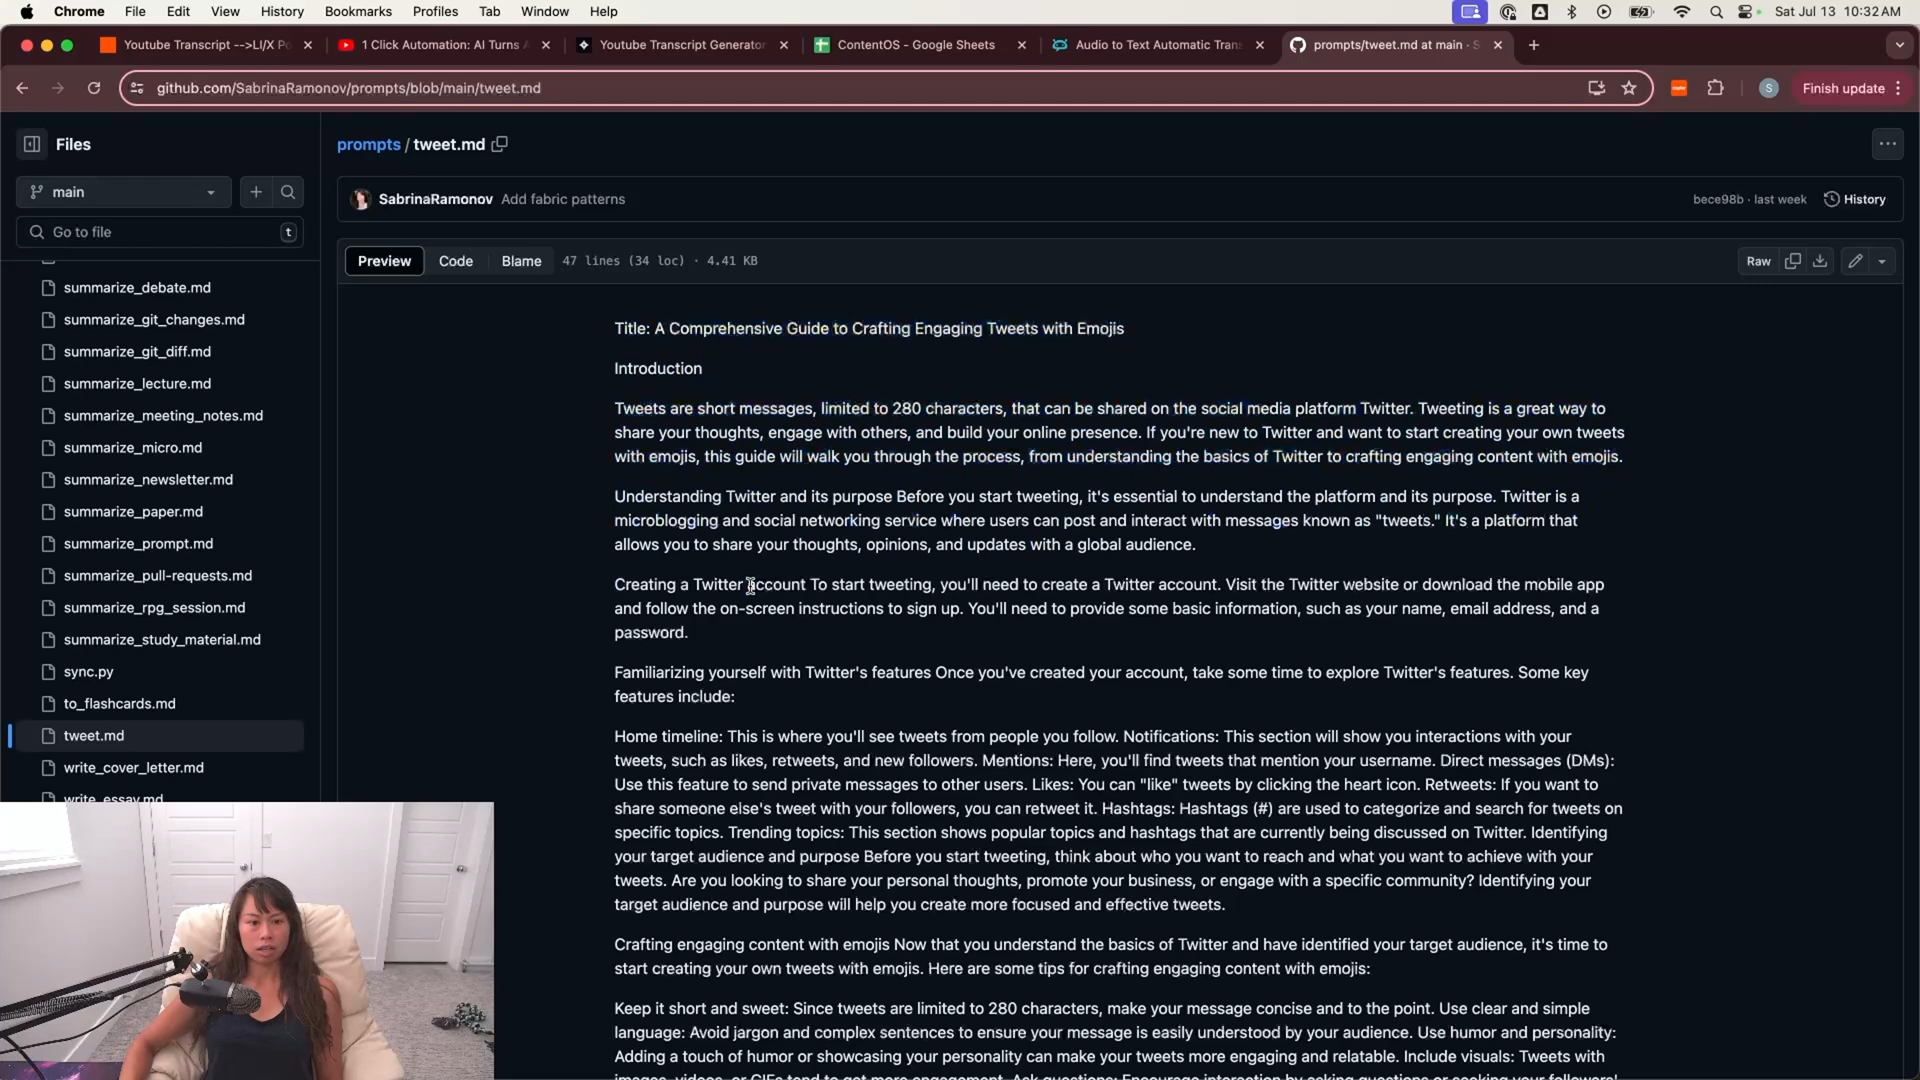 Chrome File Edit View History Bookmarks Profiles Tab Window Help Sat Jul 13 10:32 AM
Youtube Transcript -->LI/X Po 1 Click Automation: AI Turns A Youtube Transcript Generator ContentOS - Google Sheets Audio to Text Automatic Tran prompts/tweet.md at main · S
github.com/SabrinaRamonov/prompts/blob/main/tweet.md S Finish update
Files
main
Go to file t
summarize_debate.md
summarize_git_changes.md
summarize_git_diff.md
summarize_lecture.md
summarize_meeting_notes.md
summarize_micro.md
summarize_newsletter.md
summarize_paper.md
summarize_prompt.md
summarize_pull-requests.md
summarize_rpg_session.md
summarize_study_material.md
sync.py
to_flashcards.md
tweet.md
write_cover_letter.md
write_essay.md
prompts / tweet.md
SabrinaRamonov Add fabric patterns bece98b · last week History
Preview Code Blame 47 lines (34 loc) · 4.41 KB Raw
Title: A Comprehensive Guide to Crafting Engaging Tweets with Emojis
Introduction
Tweets are short messages, limited to 280 characters, that can be shared on the social media platform Twitter. Tweeting is a great way to
share your thoughts, engage with others, and build your online presence. If you're new to Twitter and want to start creating your own tweets
with emojis, this guide will walk you through the process, from understanding the basics of Twitter to crafting engaging content with emojis.
Understanding Twitter and its purpose Before you start tweeting, it's essential to understand the platform and its purpose. Twitter is a
microblogging and social networking service where users can post and interact with messages known as "tweets." It's a platform that
allows you to share your thoughts, opinions, and updates with a global audience.
Creating a Twitter account To start tweeting, you'll need to create a Twitter account. Visit the Twitter website or download the mobile app
and follow the on-screen instructions to sign up. You'll need to provide some basic information, such as your name, email address, and a
password.
Familiarizing yourself with Twitter's features Once you've created your account, take some time to explore Twitter's features. Some key
features include:
Home timeline: This is where you'll see tweets from people you follow. Notifications: This section will show you interactions with your
tweets, such as likes, retweets, and new followers. Mentions: Here, you'll find tweets that mention your username. Direct messages (DMs):
Use this feature to send private messages to other users. Likes: You can "like" tweets by clicking the heart icon. Retweets: If you want to
share someone else's tweet with your followers, you can retweet it. Hashtags: Hashtags (#) are used to categorize and search for tweets on
specific topics. Trending topics: This section shows popular topics and hashtags that are currently being discussed on Twitter. Identifying
your target audience and purpose Before you start tweeting, think about who you want to reach and what you want to achieve with your
tweets. Are you looking to share your personal thoughts, promote your business, or engage with a specific community? Identifying your
target audience and purpose will help you create more focused and effective tweets.
Crafting engaging content with emojis Now that you understand the basics of Twitter and have identified your target audience, it's time to
start creating your own tweets with emojis. Here are some tips for crafting engaging content with emojis:
Keep it short and sweet: Since tweets are limited to 280 characters, make your message concise and to the point. Use clear and simple
language: Avoid jargon and complex sentences to ensure your message is easily understood by your audience. Use humor and personality:
Adding a touch of humor or showcasing your personality can make your tweets more engaging and relatable. Include visuals: Tweets with
images, videos, or GIFs tend to get more engagement. Ask questions: Encourage interaction by asking questions or seeking your followers'